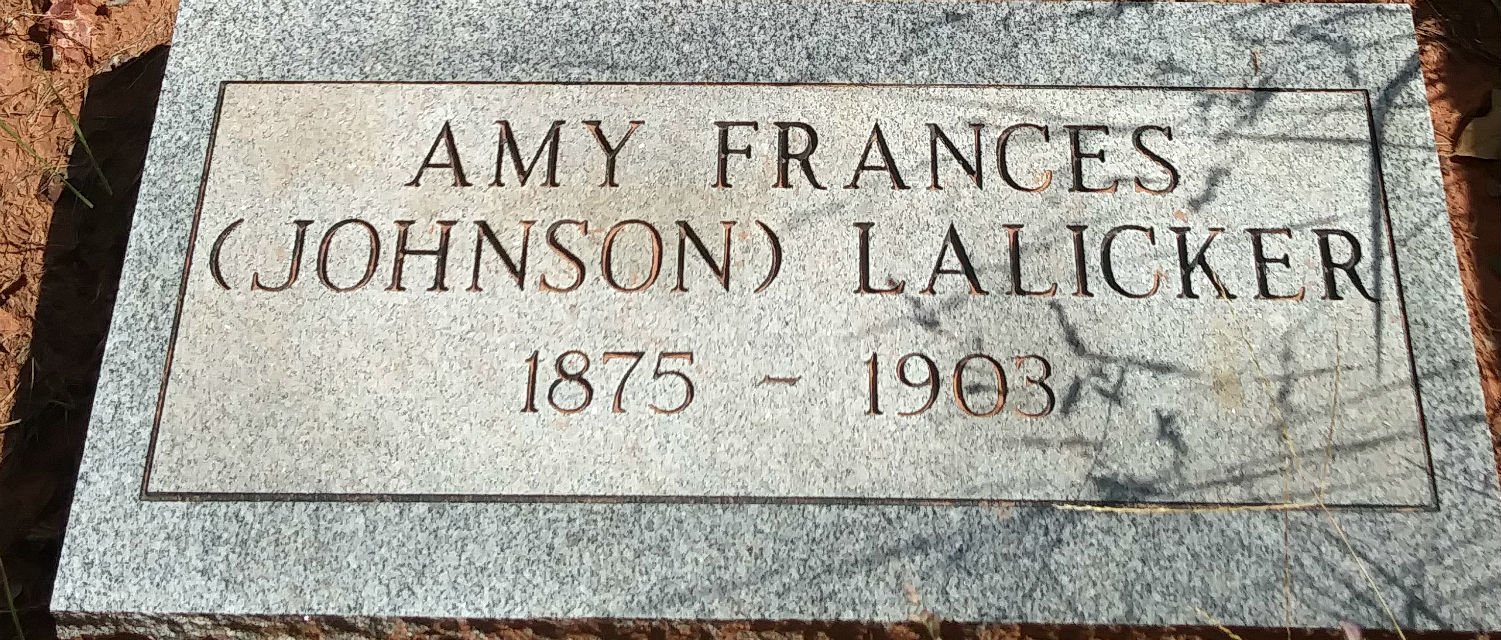 AMY FRANCES
(JOHNSON) LALICKER
1875 - 1903